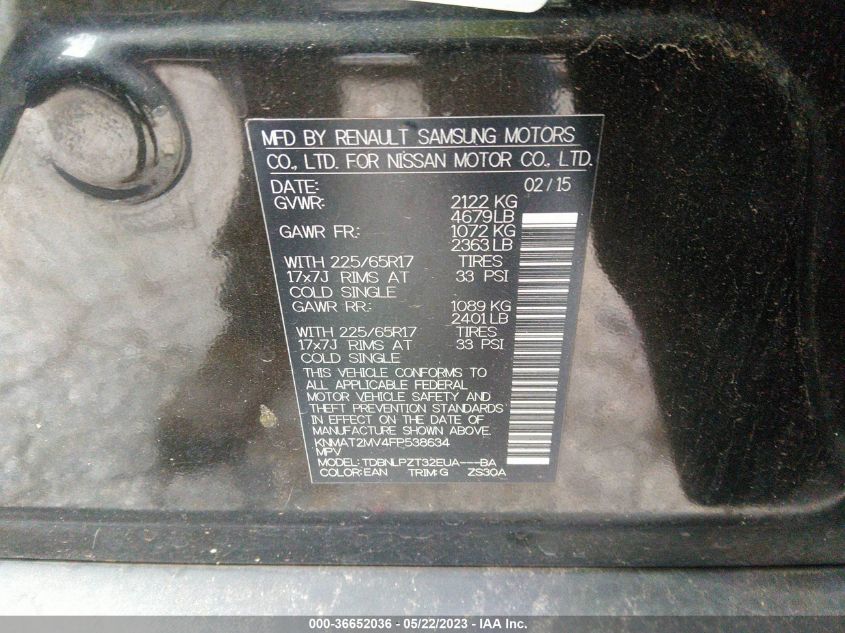 MFD BY RENAULT SAMSUNG MOTORS
CO., LTD. FOR NISSAN MOTOR CO., LTD.
DATE: 02/15
GVWR: 2122 KG
4679LB
GAWR FR: 1072 KG
2363LB
WITH 225/65R17 TIRES
17x7J RIMS AT 33 PSI
COLD SINGLE
GAWR RR: 1089 KG
2401LB
WITH 225/65R17 TIRES
17x7J RIMS AT 33 PSI
COLD SINGLE
THIS VEHICLE CONFORMS TO
ALL APPLICABLE FEDERAL
MOTOR VEHICLE SAFETY AND
THEFT PREVENTION STANDARDS
IN EFFECT ON THE DATE OF
MANUFACTURE SHOWN ABOVE.
KNMAT2MV4FP538634
MPV
MODEL: TDBNLPZT32EUA---BA
COLOR: EAN TRIM: G ZS30A
000-36652036 - 05/22/2023 - IAA Inc.